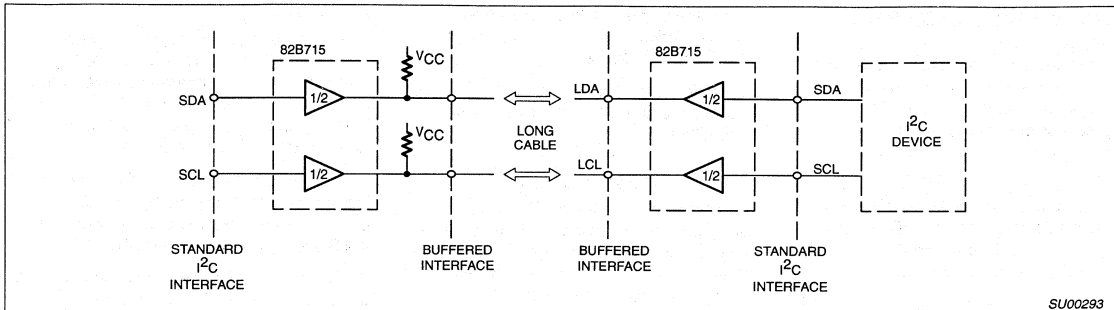 82B715
VCC
SDA
1/2
VCC
SCL
1/2
STANDARD
I2C
INTERFACE
BUFFERED
INTERFACE
LONG
CABLE
LDA
LCL
BUFFERED
INTERFACE
82B715
1/2
1/2
SDA
SCL
STANDARD
I2C
INTERFACE
I2C
DEVICE
SU00293